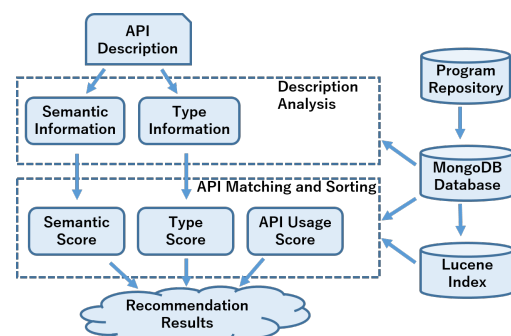 API
Description
Description
Analysis
Semantic
Information
Type
Information
Program
Repository
MongoDB
Database
API Matching and Sorting
Semantic
Score
Type
Score
API Usage
Score
Lucene
Index
Recommendation
Results